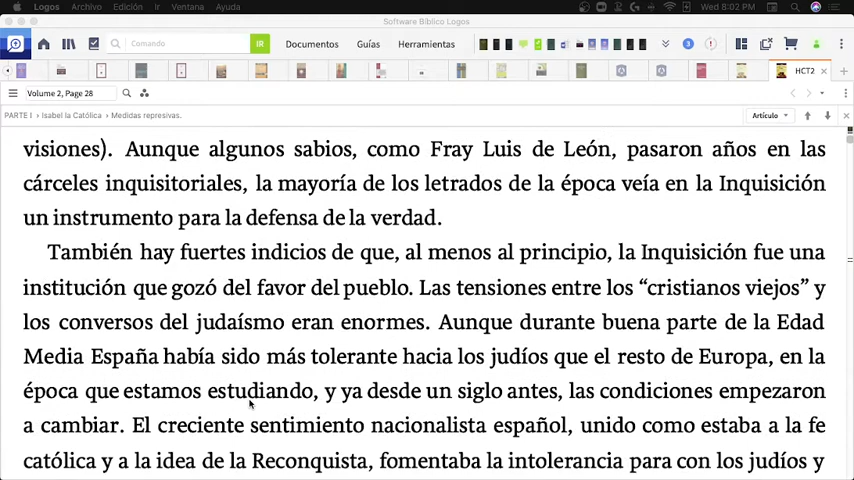 Logos Archivo Edición Ir Ventana Ayuda Wed 8:02 PM
Software Bíblico Logos
Comando IR Documentos Guías Herramientas 3
HCT2
Volume 2, Page 28
PARTE I › Isabel la Católica › Medidas represivas. Artículo
visiones). Aunque algunos sabios, como Fray Luis de León, pasaron años en las
cárceles inquisitoriales, la mayoría de los letrados de la época veía en la Inquisición
un instrumento para la defensa de la verdad.
También hay fuertes indicios de que, al menos al principio, la Inquisición fue una
institución que gozó del favor del pueblo. Las tensiones entre los “cristianos viejos” y
los conversos del judaísmo eran enormes. Aunque durante buena parte de la Edad
Media España había sido más tolerante hacia los judíos que el resto de Europa, en la
época que estamos estudiando, y ya desde un siglo antes, las condiciones empezaron
a cambiar. El creciente sentimiento nacionalista español, unido como estaba a la fe
católica y a la idea de la Reconquista, fomentaba la intolerancia para con los judíos y